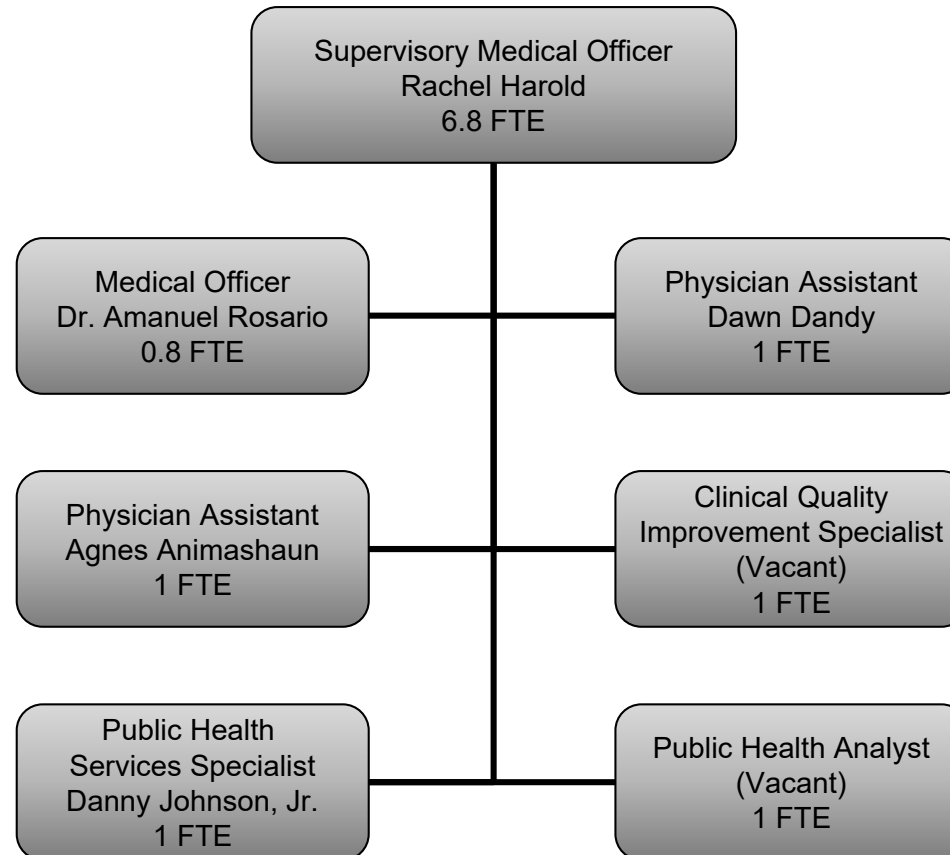 Supervisory Medical Officer
Rachel Harold
6.8 FTE
Medical Officer
Dr. Amanuel Rosario
0.8 FTE
Physician Assistant
Dawn Dandy
1 FTE
Physician Assistant
Agnes Animashaun
1 FTE
Clinical Quality
Improvement Specialist
(Vacant)
1 FTE
Public Health
Services Specialist
Danny Johnson, Jr.
1 FTE
Public Health Analyst
(Vacant)
1 FTE